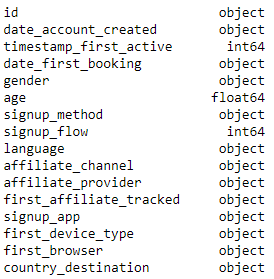 id object
date_account_created object
timestamp_first_active int64
date_first_booking object
gender object
age float64
signup_method object
signup_flow int64
language object
affiliate_channel object
affiliate_provider object
first_affiliate_tracked object
signup_app object
first_device_type object
first_browser object
country_destination object